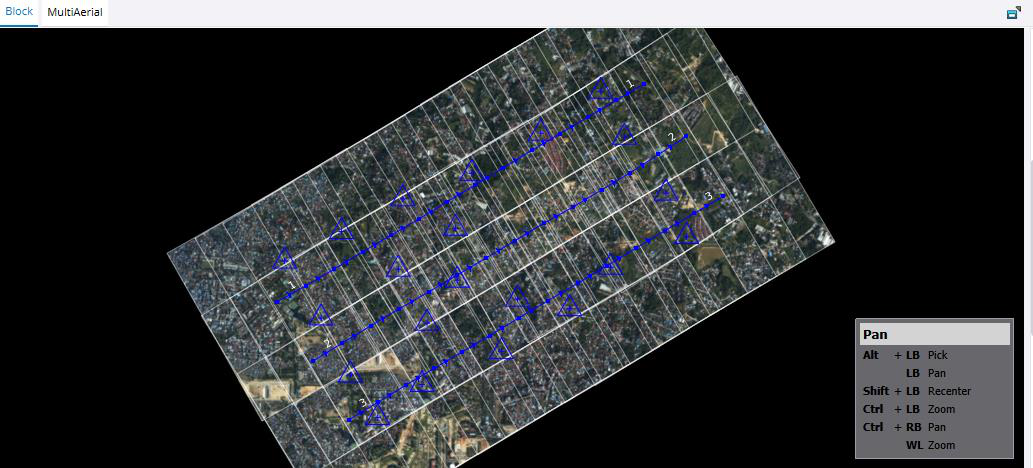 Block MultiAerial
1
2
3
1
2
3
Pan
Alt + LB Pick
LB Pan
Shift + LB Recenter
Ctrl + LB Zoom
Ctrl + RB Pan
WL Zoom